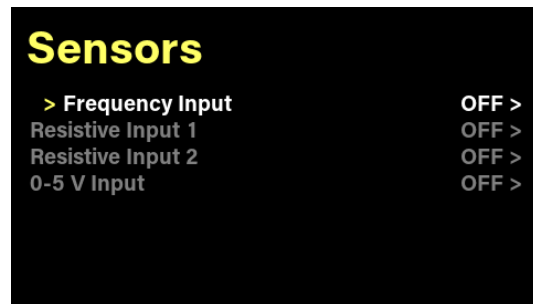 Sensors
> Frequency Input OFF >
Resistive Input 1 OFF >
Resistive Input 2 OFF >
0-5 V Input OFF >